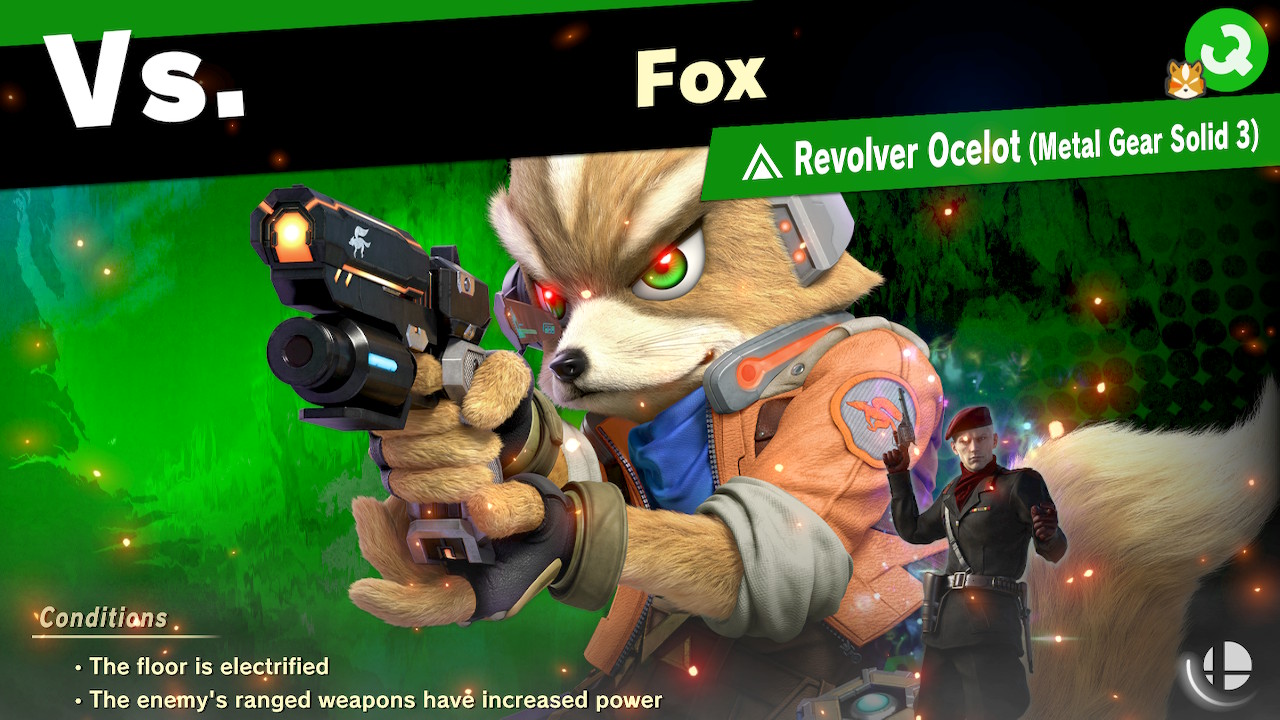 Vs.
Fox
Revolver Ocelot (Metal Gear Solid 3)
Conditions
• The floor is electrified
• The enemy's ranged weapons have increased power